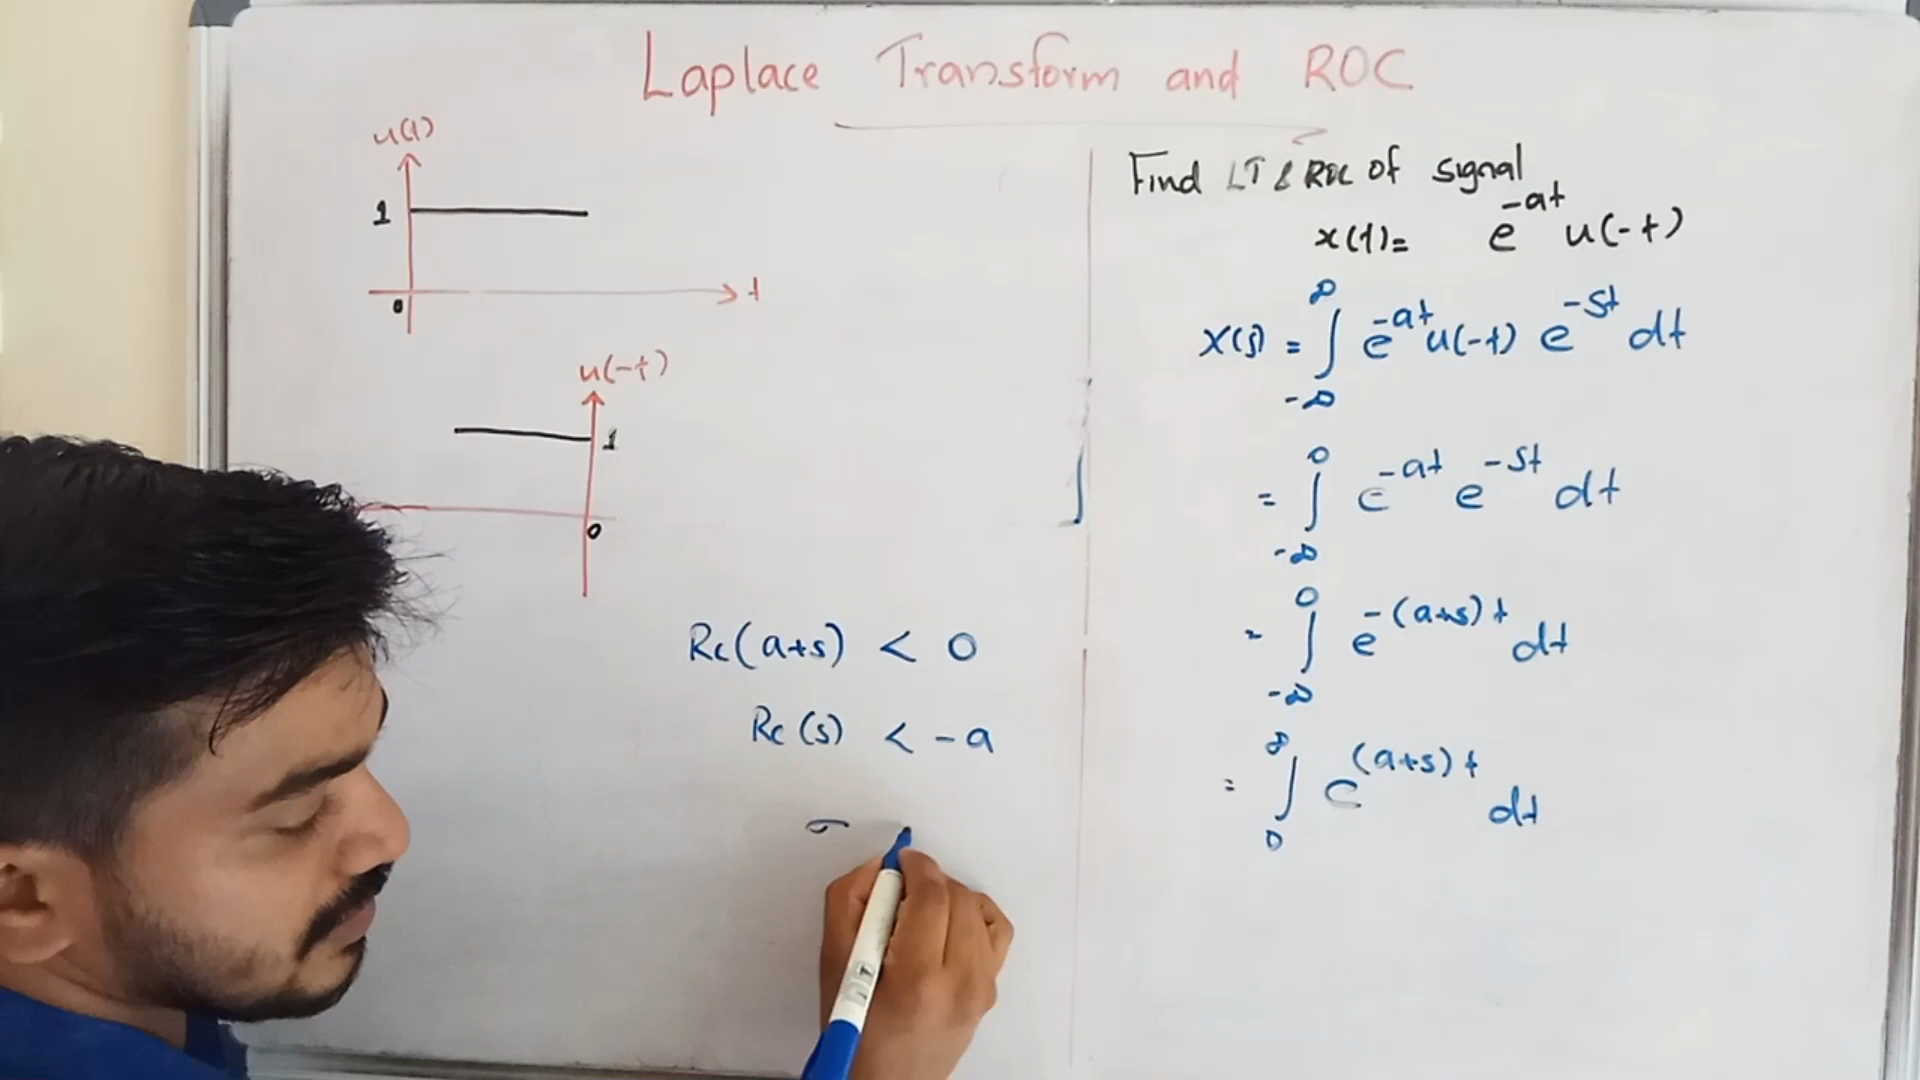 Laplace Transform and ROC
u(t)
1
0
t
u(-t)
1
0
Re(a+s) < 0
Re(s) < -a
σ
∫
Find LT & ROC of signal
x(t) = e^{-at} u(-t)
X(s) = ∫_{-∞}^{∞} e^{-at} u(-t) e^{-st} dt
= ∫_{-∞}^{0} e^{-at} e^{-st} dt
= ∫_{-∞}^{0} e^{-(a+s)t} dt
= ∫_{0}^{∞} e^{(a+s)t} dt